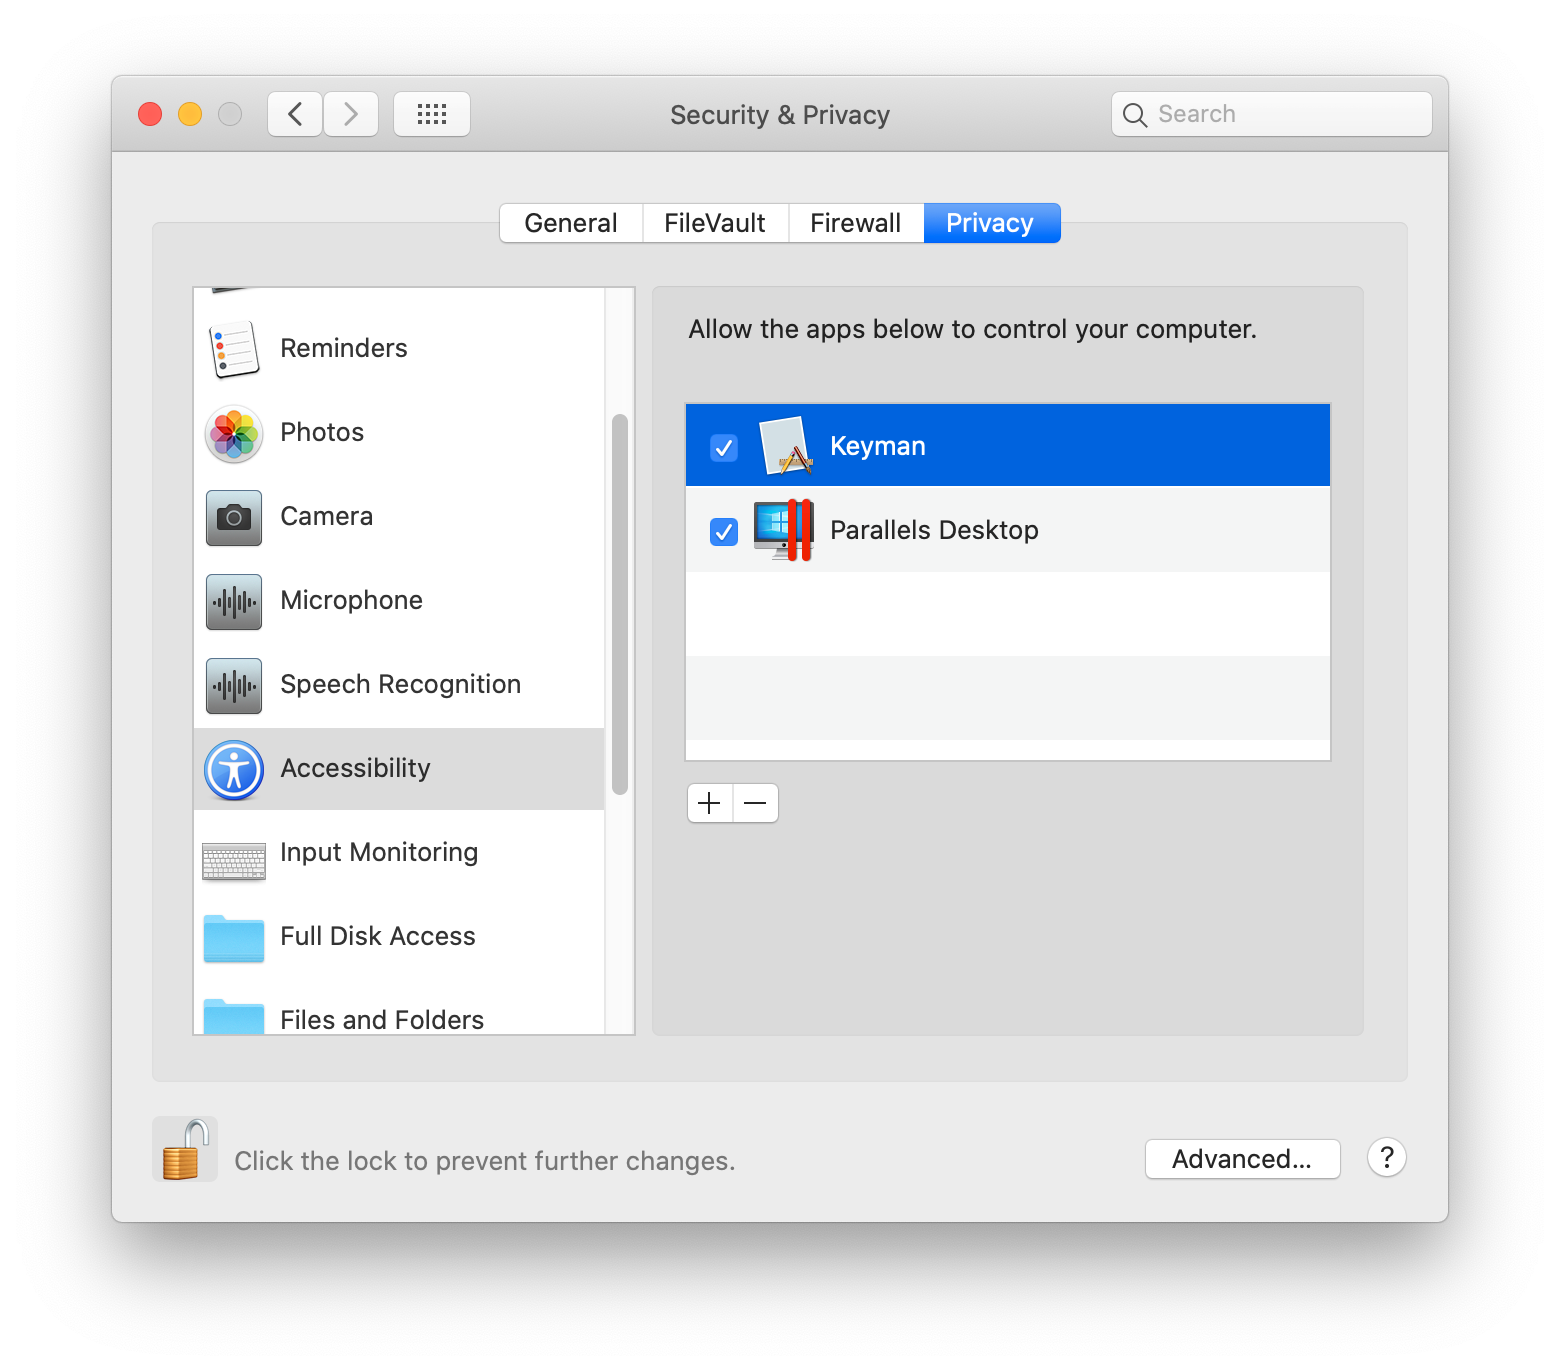 Security & Privacy
Search
General
FileVault
Firewall
Privacy
Reminders
Photos
Camera
Microphone
Speech Recognition
Accessibility
Input Monitoring
Full Disk Access
Files and Folders
Allow the apps below to control your computer.
Keyman
Parallels Desktop
Click the lock to prevent further changes.
Advanced...
?